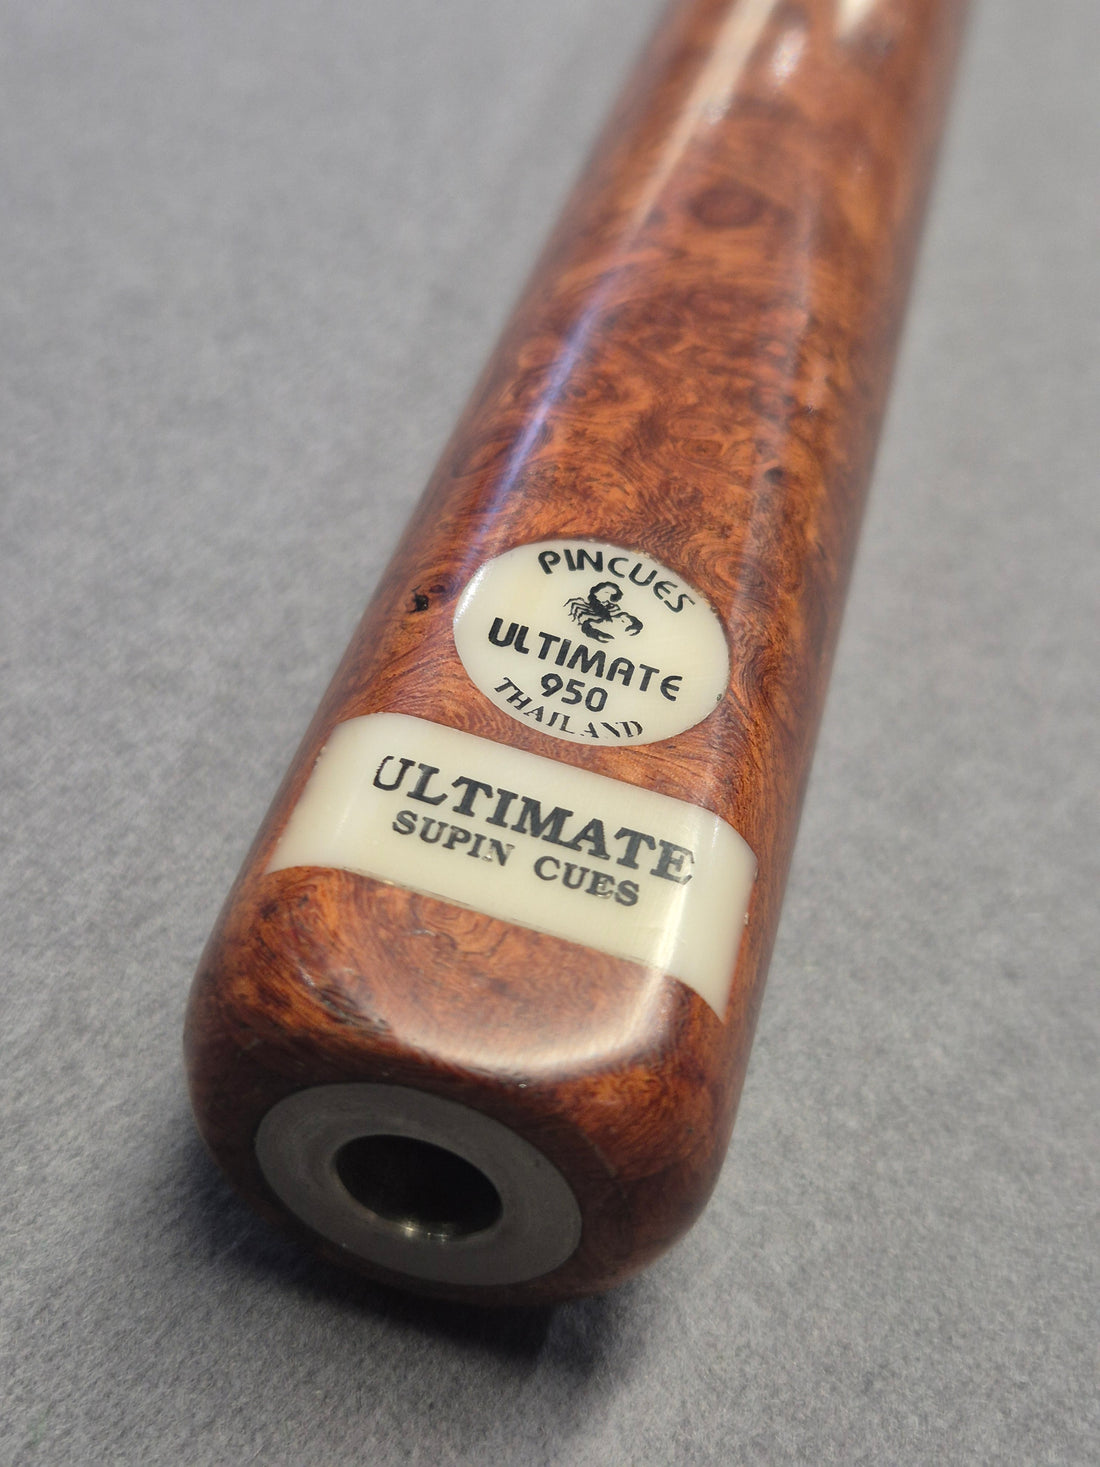 PINCUES
ULTIMATE
950
THAILAND
ULTIMATE
SUPIN CUES